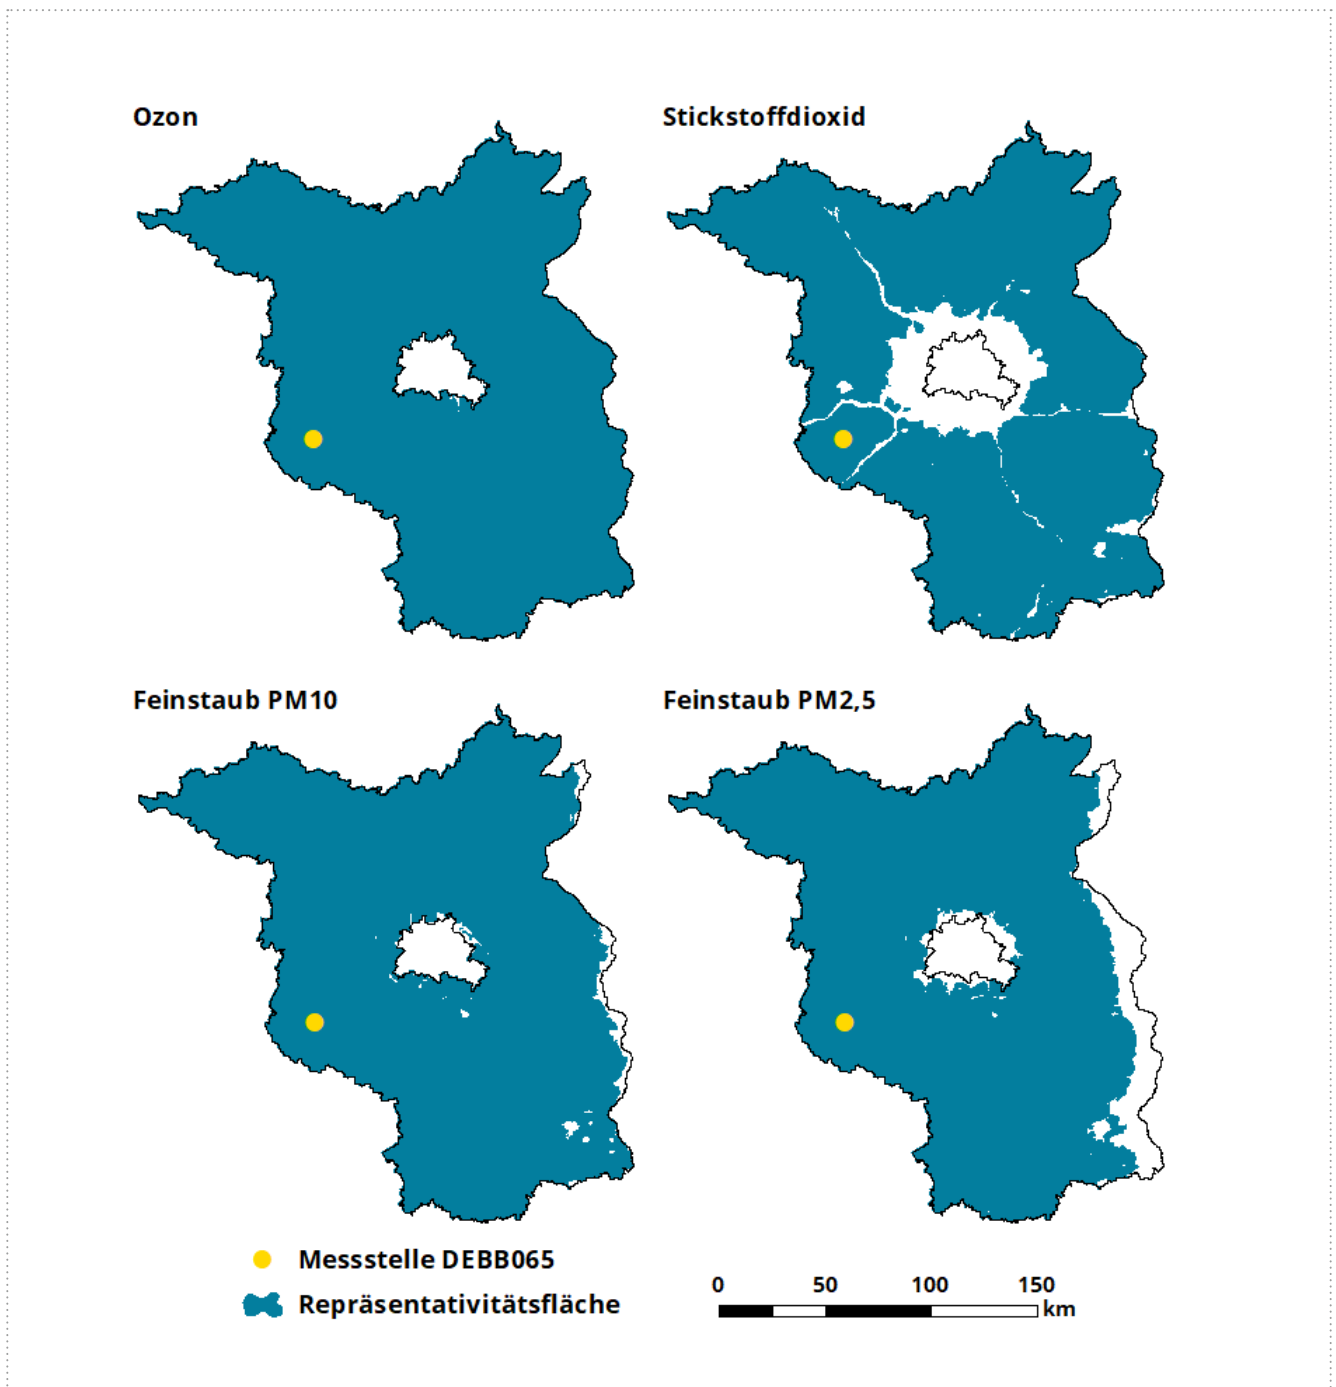 Ozon
Stickstoffdioxid
Feinstaub PM10
Feinstaub PM2,5
Messstelle DEBB065
Repräsentativitätsfläche
0 50 100 150
km